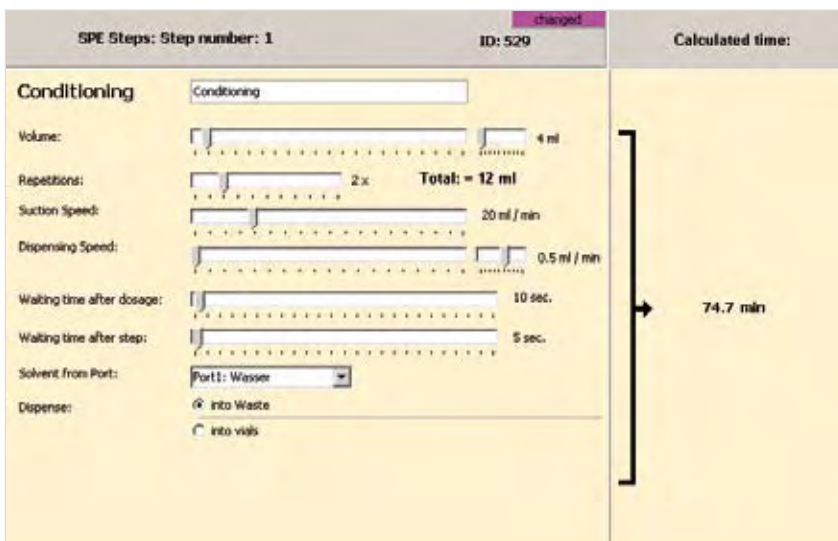 changed
SPE Steps: Step number: 1 ID: 529 Calculated time:
Conditioning Conditioning
Volume: 4 ml
Repetitions: 2 x Total: = 12 ml
Suction Speed: 20 ml / min
Dispensing Speed: 0.5 ml / min
Waiting time after dosage: 10 sec. 74.7 min
Waiting time after step: 5 sec.
Solvent from Port: Port1: Wasser
Dispense: into Waste
into vials